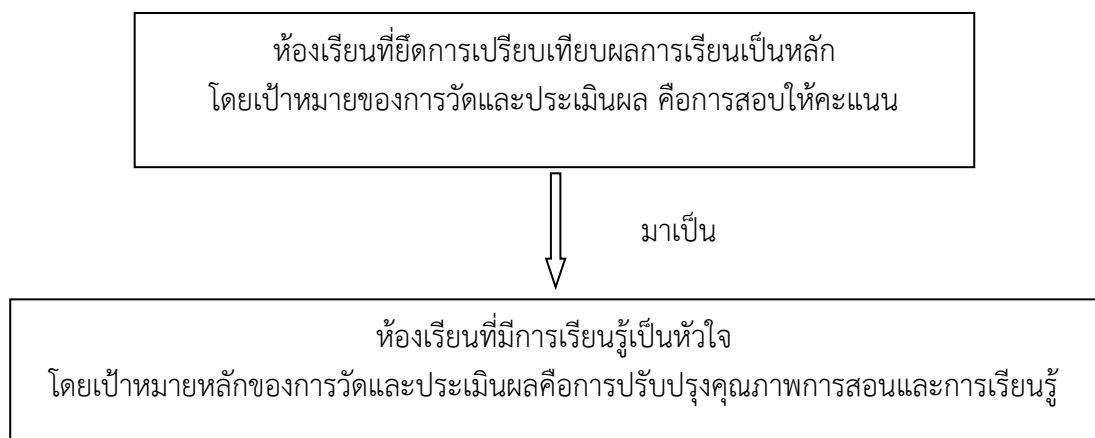 ห้องเรียนที่ยึดการเปรียบเทียบผลการเรียนเป็นหลัก
โดยเป้าหมายของการวัดและประเมินผล คือการสอบให้คะแนน
มาเป็น
ห้องเรียนที่มีการเรียนรู้เป็นหัวใจ
โดยเป้าหมายหลักของการวัดและประเมินผลคือการปรับปรุงคุณภาพการสอนและการเรียนรู้